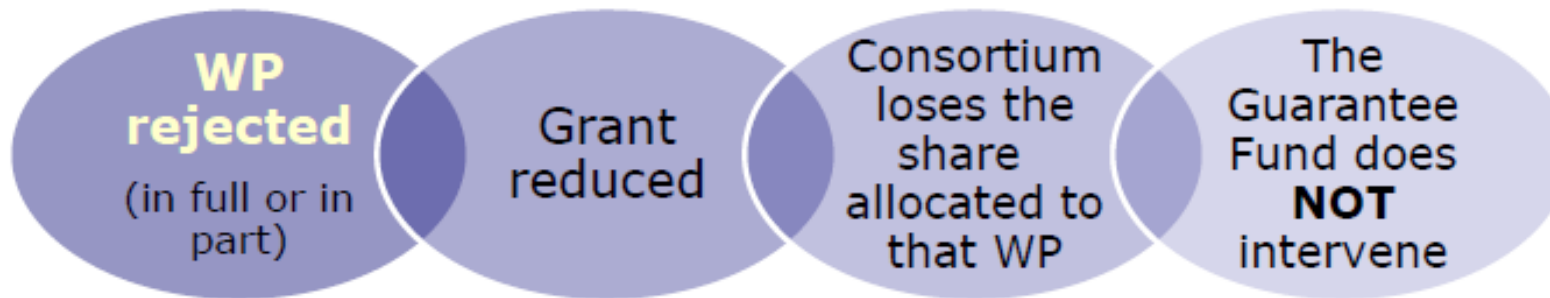 WP
rejected
(in full or in
part)
Grant
reduced
Consortium
loses the
share
allocated to
that WP
The
Guarantee
Fund does
NOT
intervene